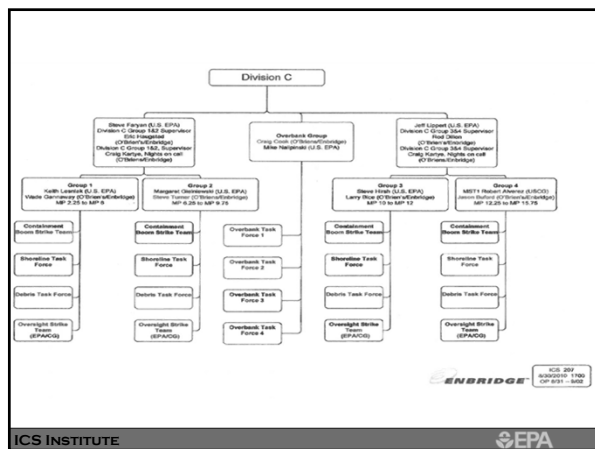 Division C
Steve Faryan (U.S. EPA)
Division C Group 1&2 Supervisor
Haugstad
(O'Brien's/Enbridge)
Division C Group 1&2, Supervisor
Craig Kartye, Nights on call
(O'Briens/Enbridge)
Overbank Group
Craig Cook (O'Briens/Enbridge)
Mike Nalipinski (U.S. EPA)
Jeff Lippert (U.S. EPA)
Division C Group 3&4 Supervisor
Rod Dillon
(O'Brien's/Enbridge)
Division C Group 3&4 Supervisor
Craig Kartye, Nights on call
(O'Briens/Enbridge)
Group 1
Keith Lesniak (U.S. EPA)
Wade Gannaway (O'Brien's/Enbridge)
MP 2.25 to MP 6
Group 2
Margaret (U.S. EPA)
Steve Turner (O'Brien's/Enbridge)
MP 6.25 to MP 9.75
Group 3
Steve Hirsh (U.S. EPA)
Larry (O'Brien's/Enbridge)
MP 10 to MP 12
Group 4
MST1 Robert Alvarez (USCG)
Jason Buford (O'Brien's/Enbridge)
MP 12.25 to MP 15.75
Containment
Boom Strike Team
Shoreline Task
Force
Debris Task Force
Oversight Strike
Team
(EPA/CG)
Containment
Boom Strike Team
Shoreline Task
Force
Debris Task Force
Oversight Strike
Team
(EPA/CG)
Overbank Task
Force 1
Overbank Task
Force 2
Overbank Task
Force 3
Overbank Task
Force 4
Containment
Boom Strike Team
Shoreline Task
Force
Debris Task Force
Oversight Strike
Team
(EPA/CG)
Containment
Boom Strike Team
Shoreline Task
Force
Debris Task Force
Oversight Strike
Team
(EPA/CG)
ENBRIDGE
ICS 207
8/30/2010 1700
OP 8/31 – 9/02
ICS INSTITUTE
EPA